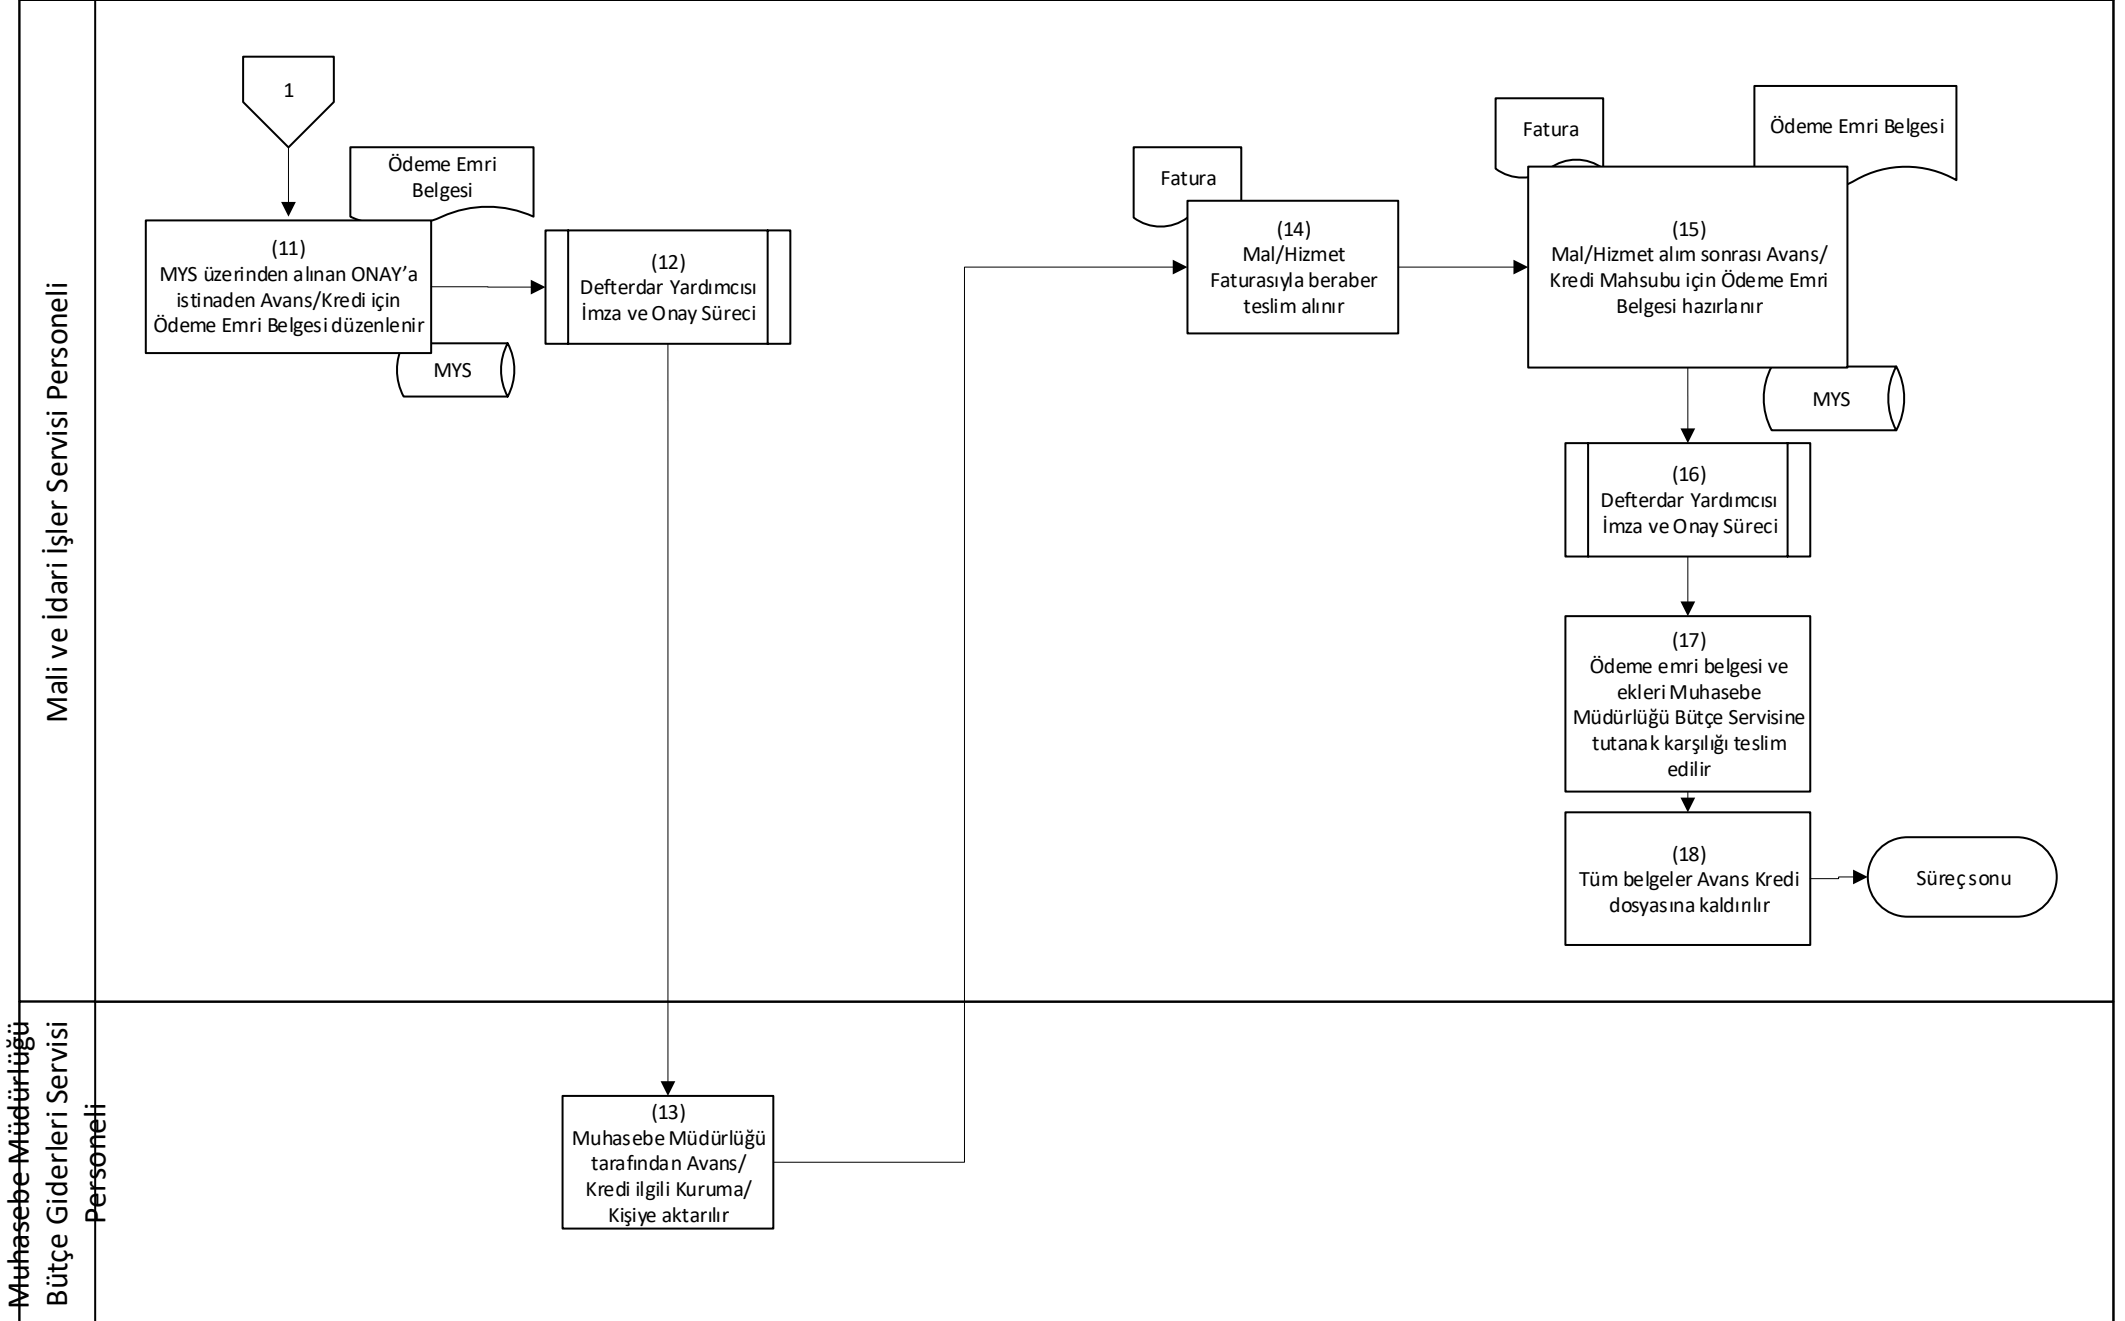 Mali ve İdari İşler Servisi Personeli
1
Ödeme Emri
Belgesi
(11)
MYS üzerinden alınan ONAY’a
istinaden Avans/Kredi için
Ödeme Emri Belgesi düzenlenir
MYS
(12)
Defterdar Yardımcısı
İmza ve Onay Süreci
Fatura
(14)
Mal/Hizmet
Faturasıyla beraber
teslim alınır
Fatura
Ödeme Emri Belgesi
(15)
Mal/Hizmet alım sonrası Avans/
Kredi Mahsubu için Ödeme Emri
Belgesi hazırlanır
MYS
(16)
Defterdar Yardımcısı
İmza ve Onay Süreci
(17)
Ödeme emri belgesi ve
ekleri Muhasebe
Müdürlüğü Bütçe Servisine
tutanak karşılığı teslim
edilir
(18)
Tüm belgeler Avans Kredi
dosyasına kaldırılır
Süreç sonu
Muhasebe Müdürlüğü
Bütçe Giderleri Servisi
Personeli
(13)
Muhasebe Müdürlüğü
tarafından Avans/
Kredi ilgili Kuruma/
Kişiye aktarılır